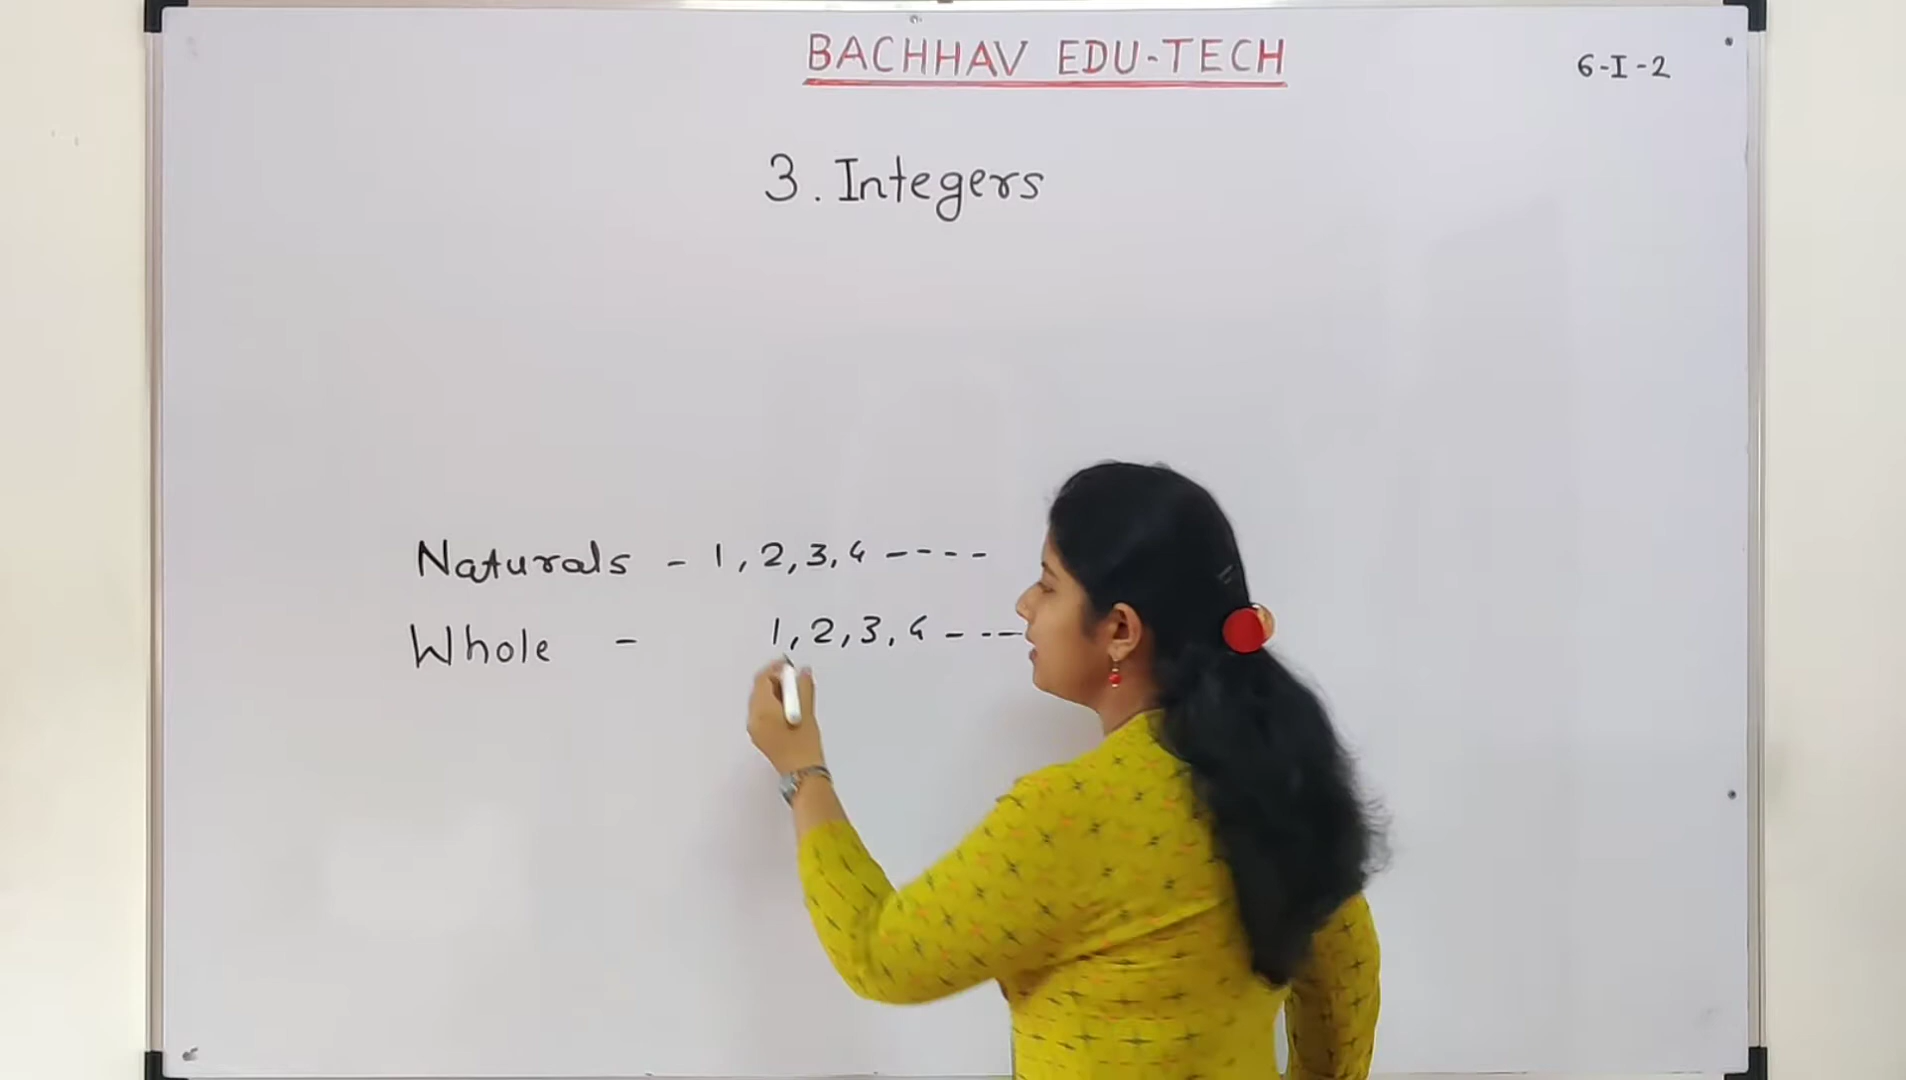 BACHHAV EDU-TECH
6-I-2
3. Integers
Naturals - 1, 2, 3, 4 ----
Whole - 1, 2, 3, 4 ----